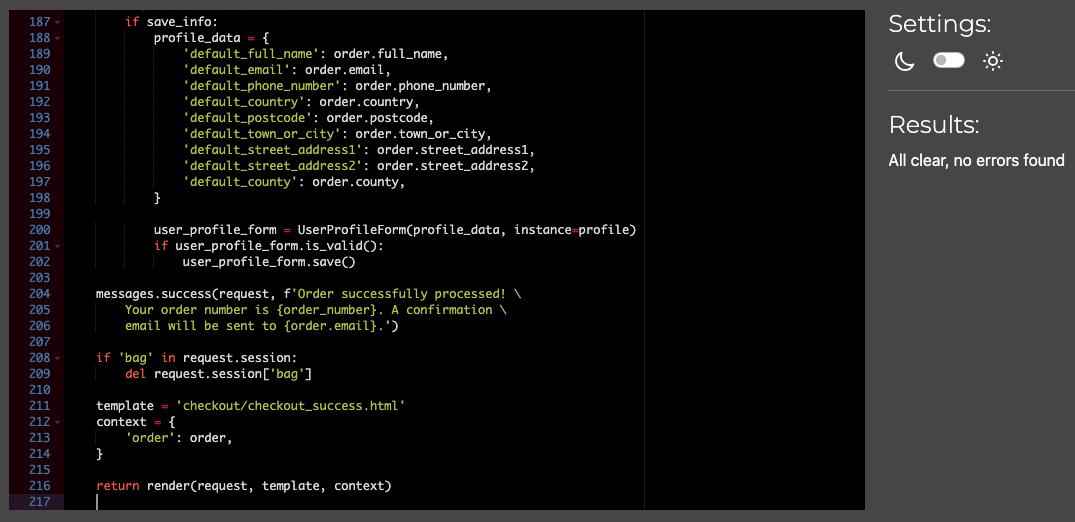 187 if save_info:
188 profile_data = {
189 'default_full_name': order.full_name,
190 'default_email': order.email,
191 'default_phone_number': order.phone_number,
192 'default_country': order.country,
193 'default_postcode': order.postcode,
194 'default_town_or_city': order.town_or_city,
195 'default_street_address1': order.street_address1,
196 'default_street_address2': order.street_address2,
197 'default_county': order.county,
198 }
199
200 user_profile_form = UserProfileForm(profile_data, instance=profile)
201 if user_profile_form.is_valid():
202 user_profile_form.save()
203
204 messages.success(request, f'Order successfully processed! \
205 Your order number is {order_number}. A confirmation \
206 email will be sent to {order.email}.')
207
208 if 'bag' in request.session:
209 del request.session['bag']
210
211 template = 'checkout/checkout_success.html'
212 context = {
213 'order': order,
214 }
215
216 return render(request, template, context)
217
Settings:
Results:
All clear, no errors found